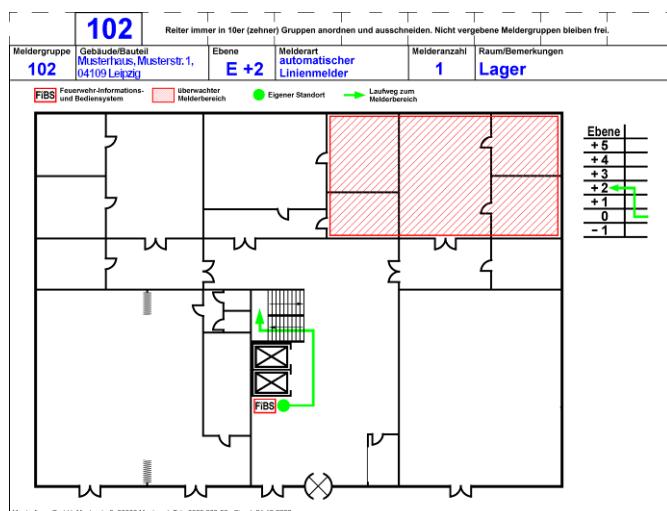 102
Reiter immer in 10er (zehner) Gruppen anordnen und ausschneiden. Nicht vergebene Meldergruppen bleiben frei.
Meldergruppe Gebäude/Bauteil Ebene Melderart Melderanzahl Raum/Bemerkungen
102 Musterhaus, Musterstr. 1, 04109 Leipzig E +2 automatischer Linienmelder 1 Lager
FiBS Feuerwehr-Informations- und Bediensystem
überwachter Melderbereich
Eigener Standort
Laufweg zum Melderbereich
Ebene
+ 5
+ 4
+ 3
+ 2
+ 1
0
– 1
FiBS